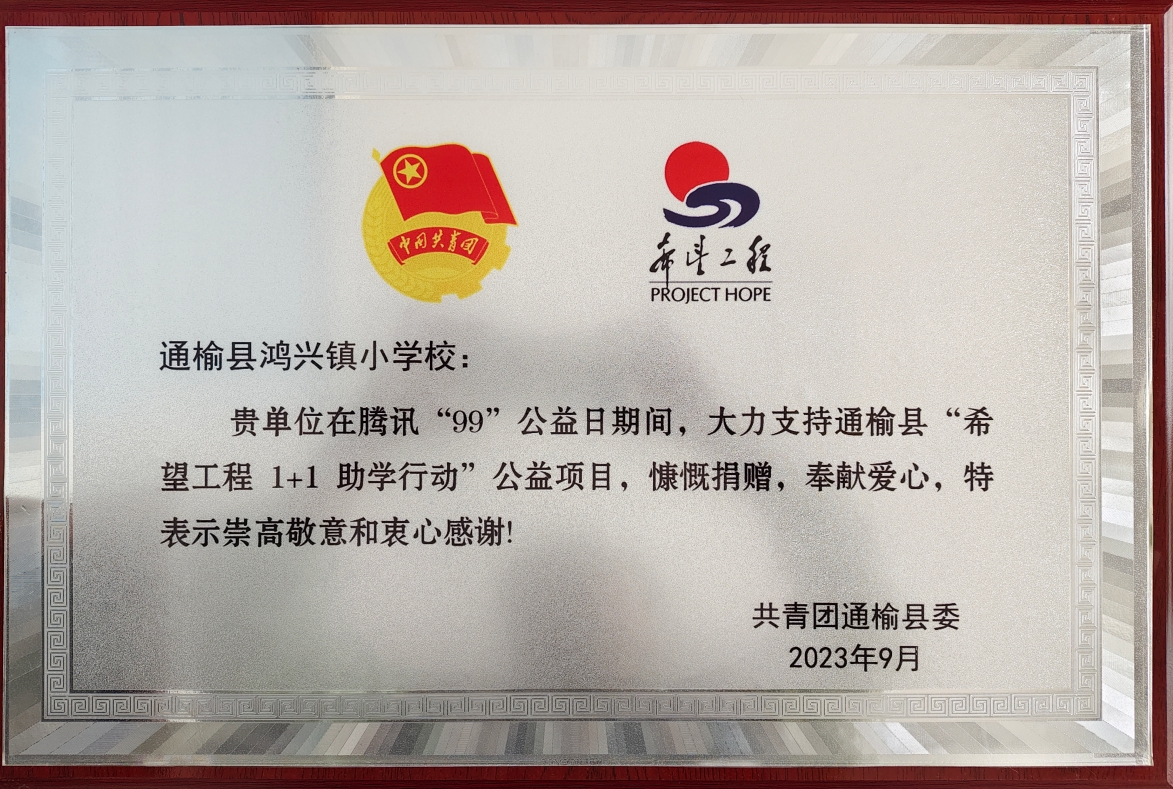 中国共青团
希望工程
PROJECT HOPE
通榆县鸿兴镇小学校：
贵单位在腾讯“99”公益日期间，大力支持通榆县“希
望工程 1+1 助学行动”公益项目，慷慨捐赠，奉献爱心，特
表示崇高敬意和衷心感谢!
共青团通榆县委
2023年9月